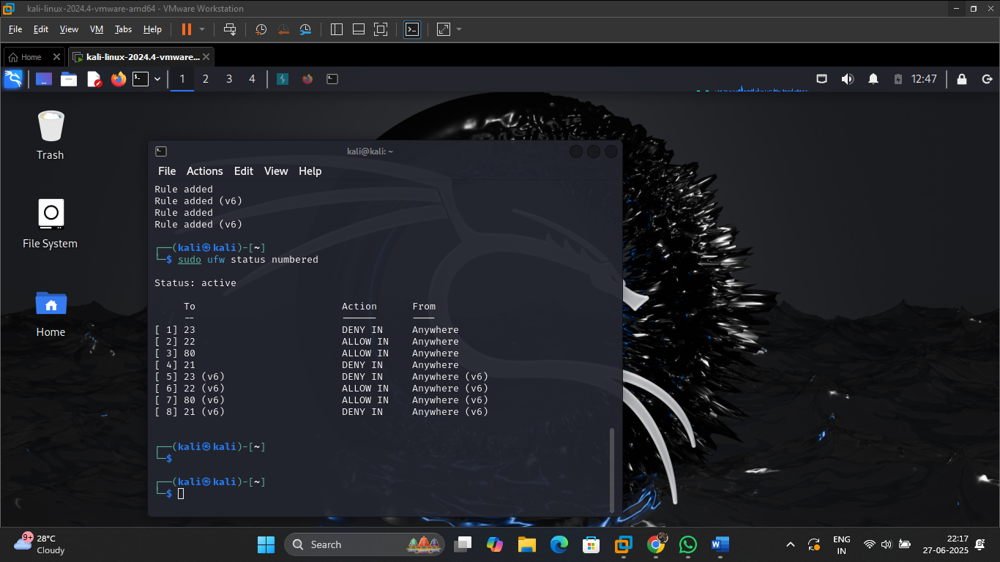 kali-linux-2024.4-vmware-amd64 - VMware Workstation
File Edit View VM Tabs Help
Home kali-linux-2024.4-vmware...
1 2 3 4 12:47
Trash
File System
Home
kali@kali: ~
File Actions Edit View Help
Rule added
Rule added (v6)
Rule added
Rule added (v6)
┌──(kali㉿kali)-[~]
└─$ sudo ufw status numbered
Status: active
To Action From
-- ------ ----
[ 1] 23 DENY IN Anywhere
[ 2] 22 ALLOW IN Anywhere
[ 3] 80 ALLOW IN Anywhere
[ 4] 21 DENY IN Anywhere
[ 5] 23 (v6) DENY IN Anywhere (v6)
[ 6] 22 (v6) ALLOW IN Anywhere (v6)
[ 7] 80 (v6) ALLOW IN Anywhere (v6)
[ 8] 21 (v6) DENY IN Anywhere (v6)
┌──(kali㉿kali)-[~]
└─$
┌──(kali㉿kali)-[~]
└─$
9+
28°C
Cloudy
Search
ENG
IN
22:17
27-06-2025